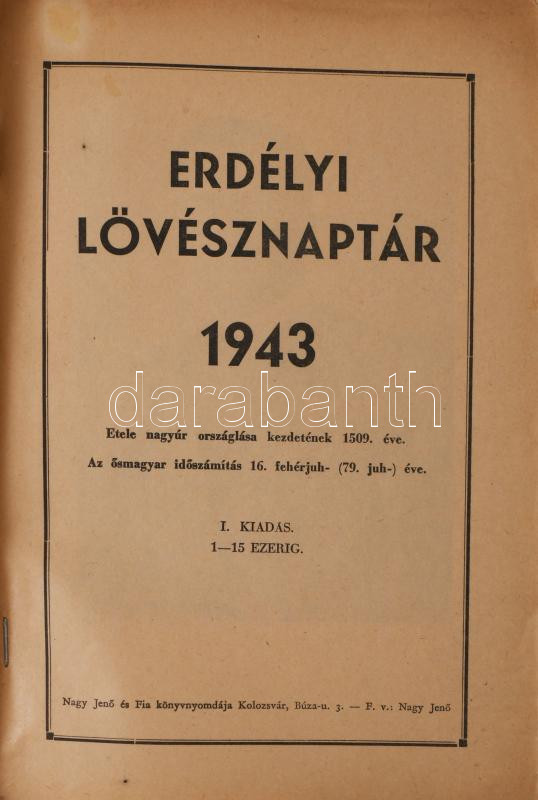 ERDÉLYI
LÖVÉSZNAPTÁR
1943
darabanth
Etele nagyúr országlása kezdetének 1509. éve.
Az ősmagyar időszámítás 16. fehérjuh- (79. juh-) éve.
I. KIADÁS.
1—15 EZERIG.
Nagy Jenő és Fia könyvnyomdája Kolozsvár, Búza-u. 3. — F. v.: Nagy Jenő